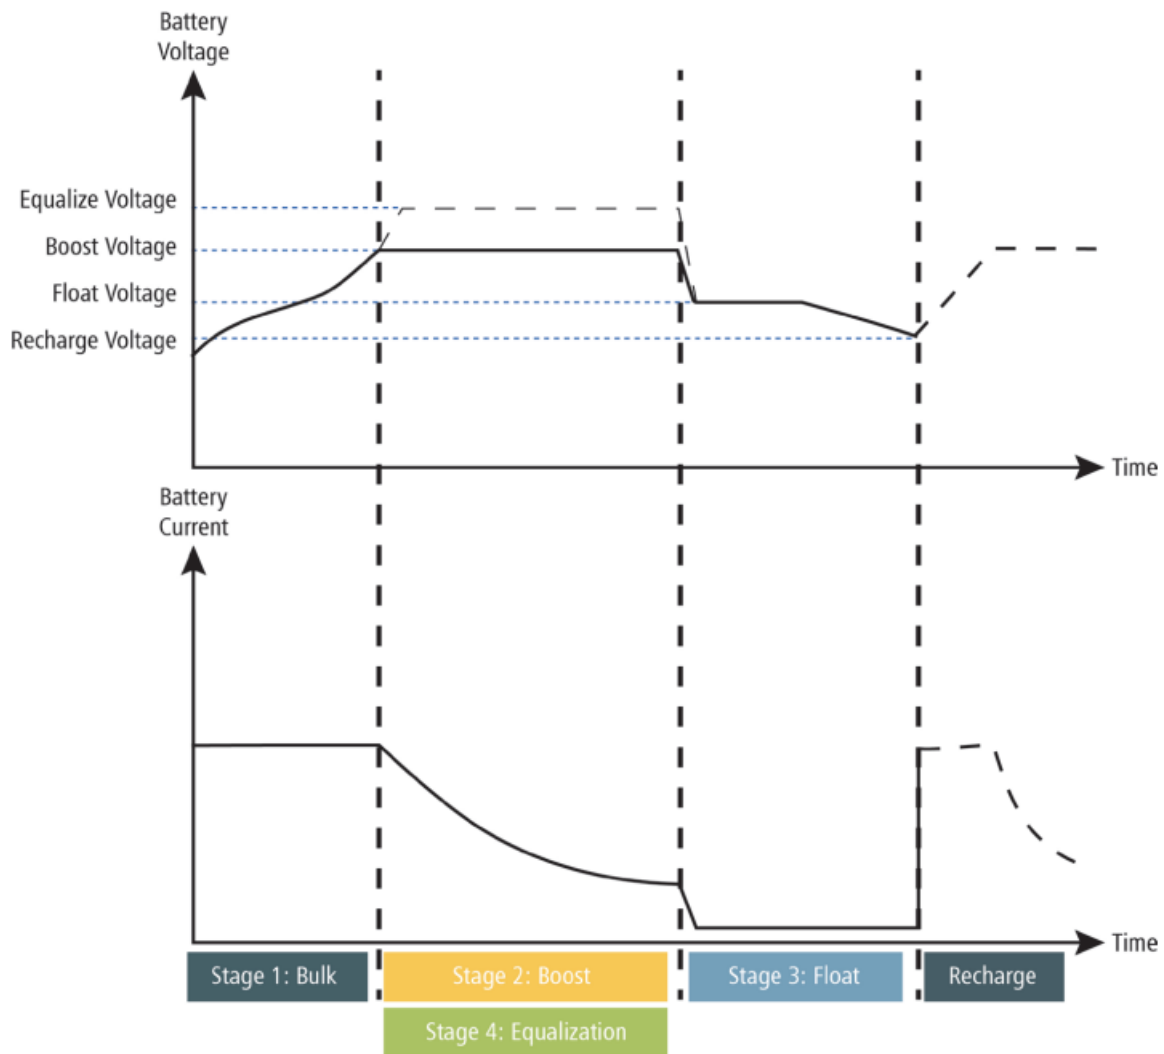 Battery
Voltage
Equalize Voltage
Boost Voltage
Float Voltage
Recharge Voltage
Time
Battery
Current
Time
Stage 1: Bulk
Stage 2: Boost
Stage 3: Float
Recharge
Stage 4: Equalization